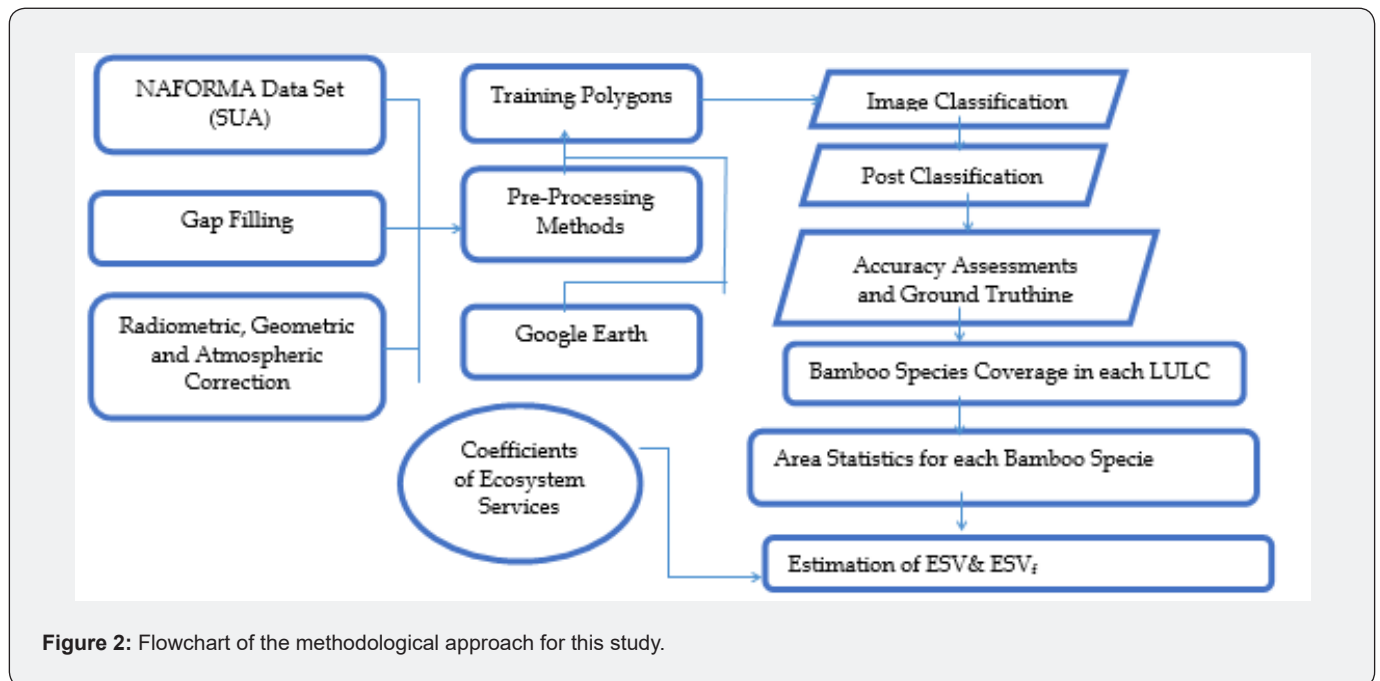 NAFORMA Data Set
(SUA)
Gap Filling
Radiometric, Geometric
and Atmospheric
Correction
Training Polygons
Pre-Processing
Methods
Google Earth
Coefficients
of Ecosystem
Services
Image Classification
Post Classification
Accuracy Assessments
and Ground Truthing
Bamboo Species Coverage in each LULC
Area Statistics for each Bamboo Specie
Estimation of ESV& ESVf
Figure 2: Flowchart of the methodological approach for this study.